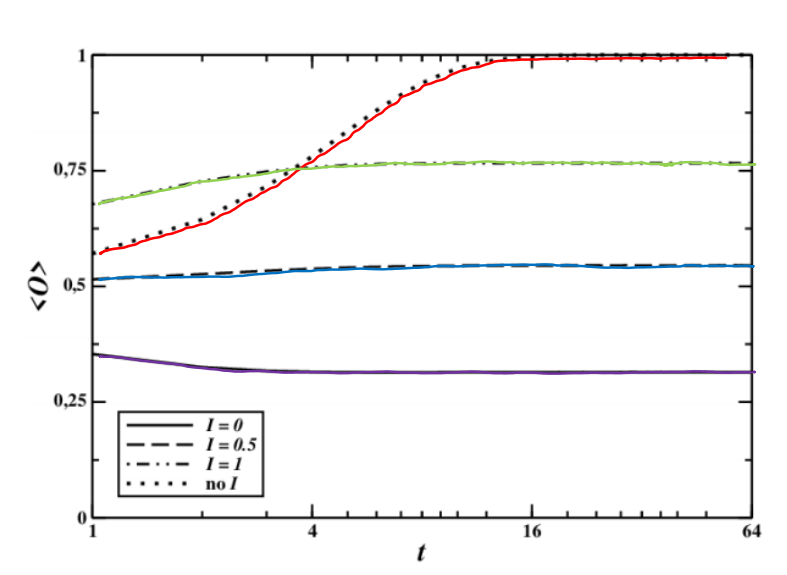 1
0,75
<O>
0,5
0,25
0
I = 0
I = 0.5
I = 1
no I
1
4
16
64
t